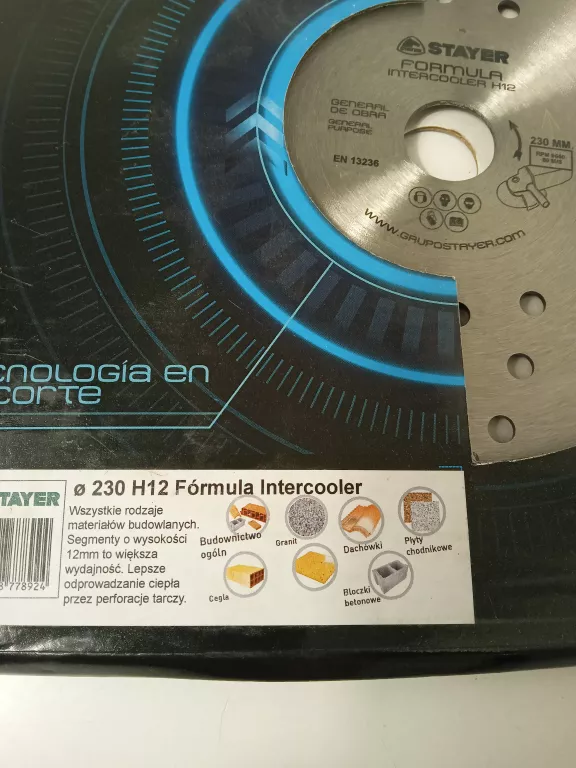 STAYER
FORMULA
INTERCOOLER H12
GENERAL
DE OBRA
GENERAL
PURPOSE
EN 13236
230 MM
WWW.GRUPOSTAYER.COM
CNOLOGÍA en
CORTE
STAYER
ø 230 H12 Fórmula Intercooler
Wszystkie rodzaje
materiałów budowlanych.
Segmenty o wysokości
12mm to większa
wydajność. Lepsze
odprowadzanie ciepła
przez perforacje tarczy.
Budownictwo
ogóln
Granit
Dachówki
Płyty
chodnikowe
Cegła
Bloczki
betonowe
778924